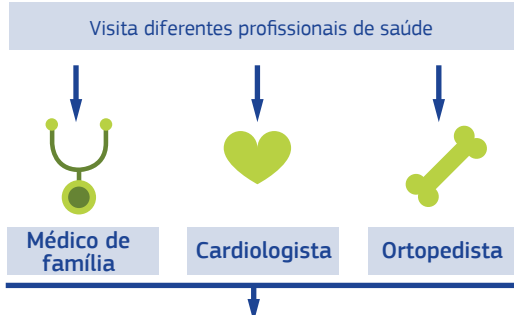 Visita diferentes profissionais de saúde
Médico de
família
Cardiologista
Ortopedista